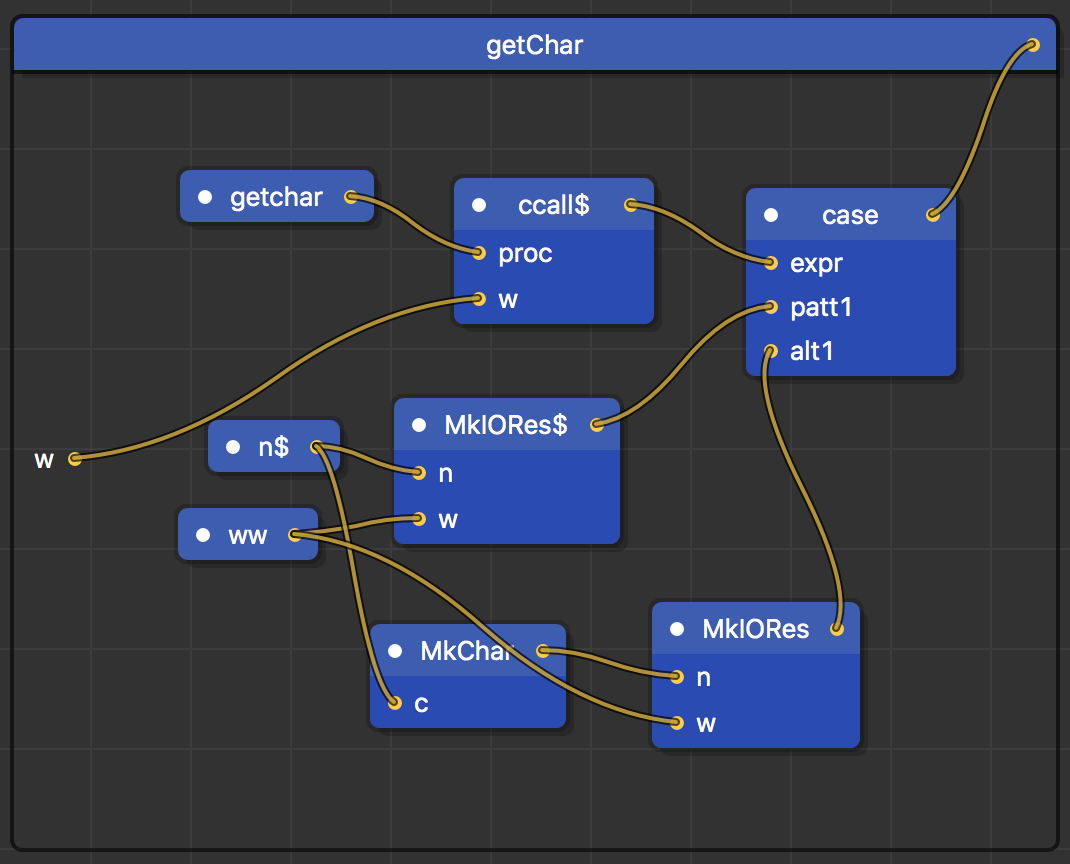 getChar
getchar
ccall$
proc
w
case
expr
patt1
alt1
w
n$
ww
MkIORes$
n
w
MkChar
c
MkIORes
n
w